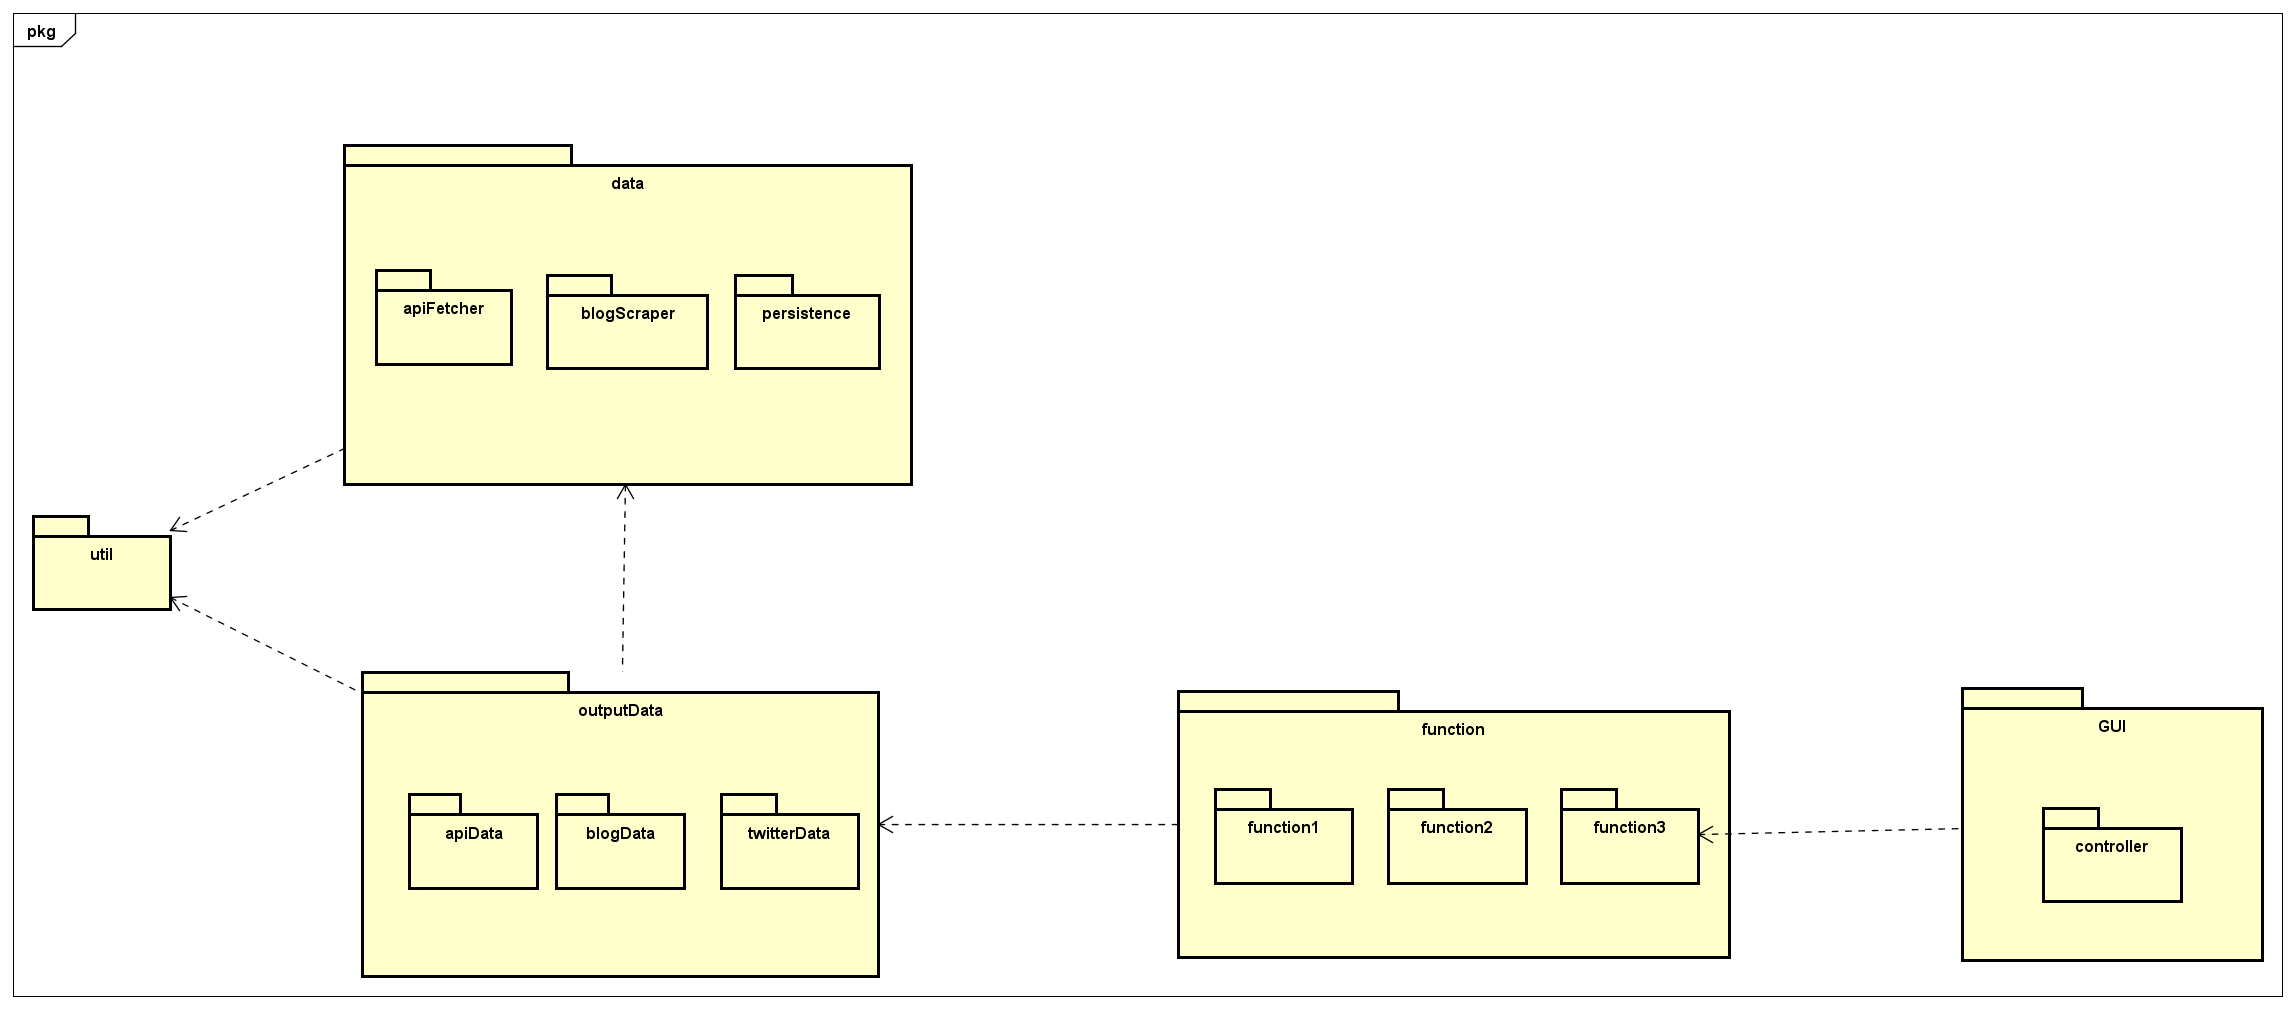 pkg
data
apiFetcher
blogScraper
persistence
util
outputData
apiData
blogData
twitterData
function
function1
function2
function3
GUI
controller